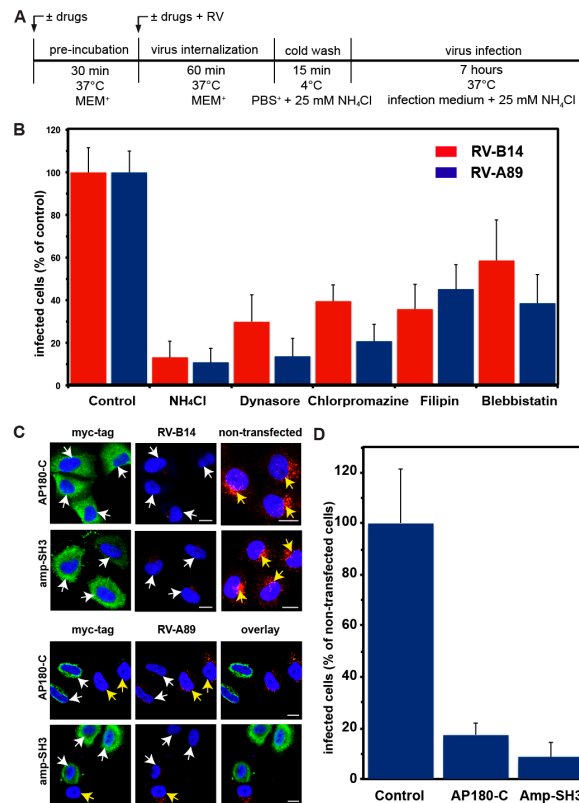 A
± drugs
± drugs + RV
pre-incubation
virus internalization
cold wash
virus infection
30 min
60 min
15 min
7 hours
37°C
37°C
4°C
37°C
MEM⁺
MEM⁺
PBS⁺ + 25 mM NH₄Cl
infection medium + 25 mM NH₄Cl
B
infected cells (% of control)
120
100
80
60
40
20
0
RV-B14
RV-A89
Control
NH₄Cl
Dynasore
Chlorpromazine
Filipin
Blebbistatin
C
myc-tag
RV-B14
non-transfected
AP180-C
amp-SH3
myc-tag
RV-A89
overlay
AP180-C
amp-SH3
D
infected cells (% of non-transfected cells)
120
100
80
60
40
20
0
Control
AP180-C
Amp-SH3